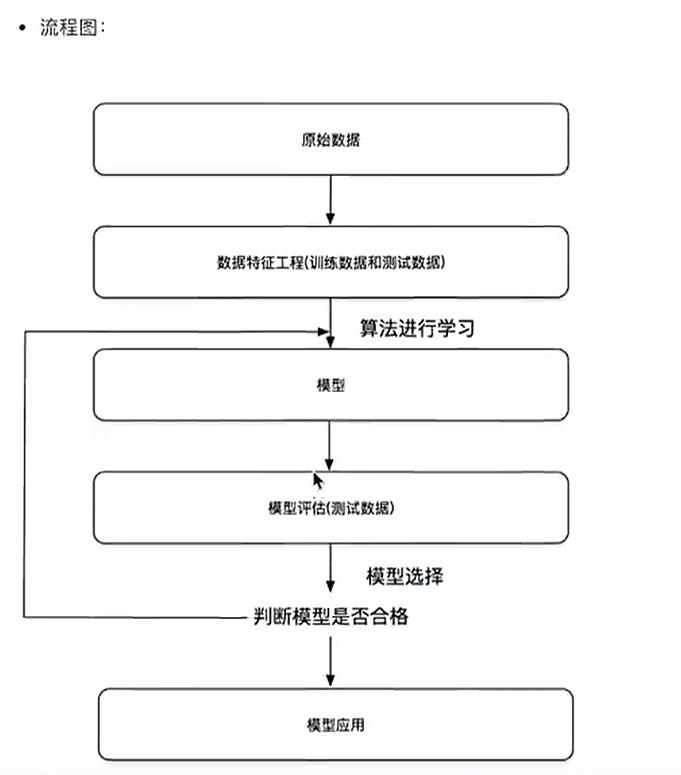 • 流程图：
原始数据
数据特征工程(训练数据和测试数据)
算法进行学习
模型
模型评估(测试数据)
模型选择
判断模型是否合格
模型应用